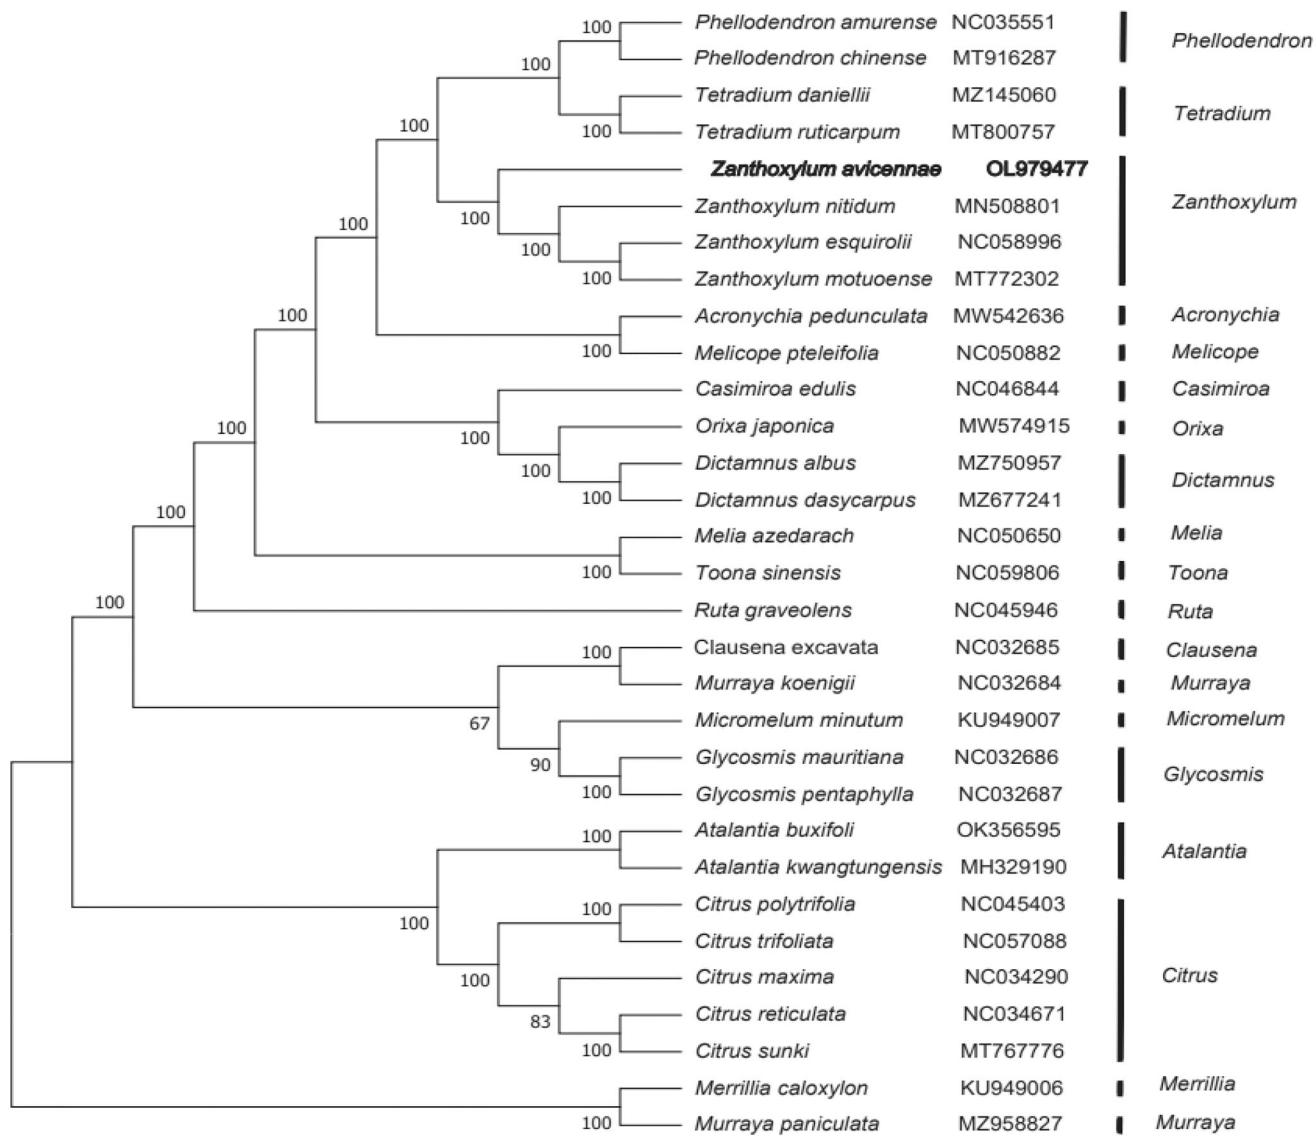 100 Phellodendron amurense NC035551
Phellodendron
Phellodendron chinense MT916287
100
Tetradium daniellii MZ145060
Tetradium
100
100 Tetradium ruticarpum MT800757
Zanthoxylum avicennae OL979477
Zanthoxylum
100 Zanthoxylum nitidum MN508801
100
100 Zanthoxylum esquirolii NC058996
100 Zanthoxylum motuoense MT772302
100
Acronychia pedunculata MW542636 Acronychia
100 Melicope pteleifolia NC050882 Melicope
Casimiroa edulis NC046844 Casimiroa
100
100 Orixa japonica MW574915 Orixa
100 Dictamnus albus MZ750957
Dictamnus
100 Dictamnus dasycarpus MZ677241
100
Melia azedarach NC050650 Melia
100 Toona sinensis NC059806 Toona
100
Ruta graveolens NC045946 Ruta
100 Clausena excavata NC032685 Clausena
Murraya koenigii NC032684 Murraya
67 Micromelum minutum KU949007 Micromelum
90 Glycosmis mauritiana NC032686
Glycosmis
100 Glycosmis pentaphylla NC032687
100 Atalantia buxifoli OK356595
Atalantia
Atalantia kwangtungensis MH329190
100 100 Citrus polytrifolia NC045403
Citrus trifoliata NC057088
100 Citrus maxima NC034290
Citrus
83 Citrus reticulata NC034671
100 Citrus sunki MT767776
Merrillia caloxylon KU949006 Merrillia
100 Murraya paniculata MZ958827 Murraya